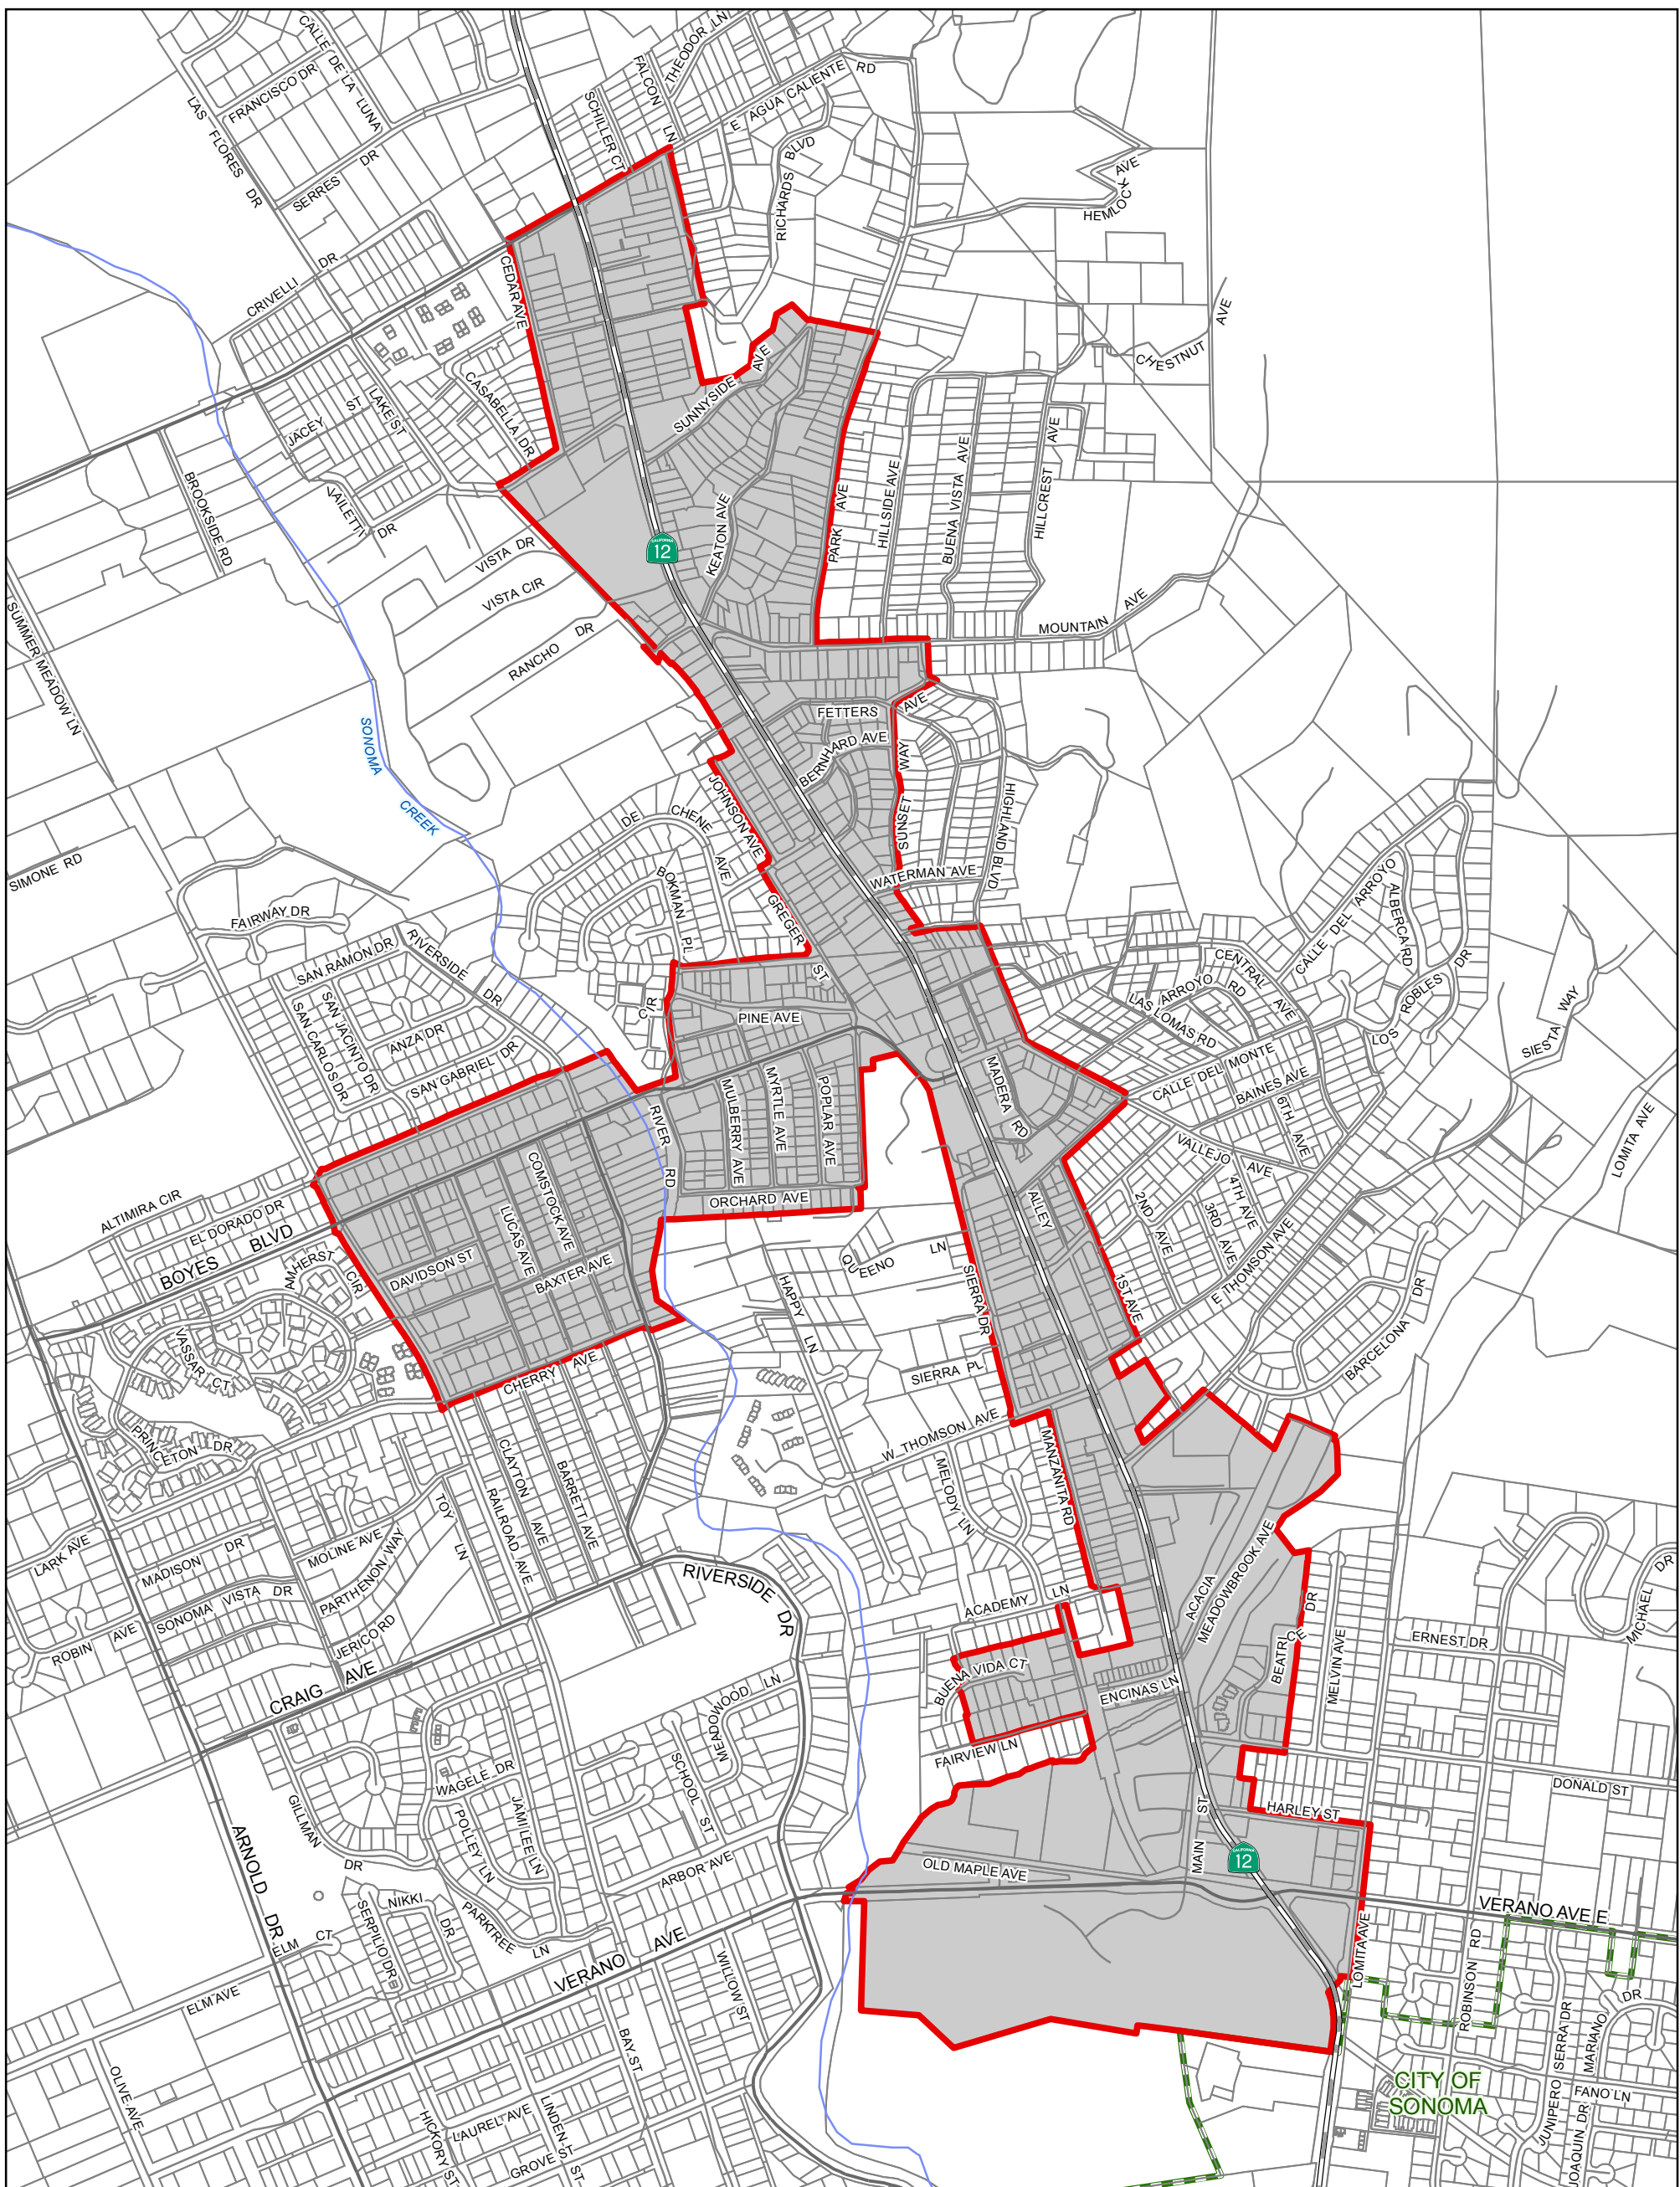 CALLE DE LA LUNA
FRANCISCO DR
LAS FLORES DR
SERRES DR
FALCON LN
THEODOR LN
SCHILLER CT
E AGUA CALIENTE RD
RICHARDS BLVD
HEMLOCK AVE
CRIVELLI DR
CEDAR AVE
CHESTNUT AVE
SUNNYSIDE AVE
JACEY ST
LAKE ST
CASABELLA DR
BROOKSIDE RD
VAILETTI DR
VISTA DR
CALIFORNIA
12
KEATON AVE
PARK AVE
HILLSIDE AVE
BUENA VISTA AVE
HILLCREST AVE
VISTA CIR
RANCHO DR
MOUNTAIN AVE
SUMMER MEADOW LN
SONOMA CREEK
FETTERS AVE
BERNHARD AVE
SUNSET WAY
HIGHLAND BLVD
JOHNSON AVE
DE CHENE AVE
SIMONE RD
BOKMAN PL
WATERMAN AVE
GREGER ST
FAIRWAY DR
RIVERSIDE DR
SAN RAMON DR
SAN JACINTO DR
SAN CARLOS DR
ANZA DR
SAN GABRIEL DR
CIR
PINE AVE
CENTRAL AVE
CALLE DEL ARROYO
ALBERCA RD
LOS ROBLES DR
LAS ARROYO RD
LAS LOMAS RD
SIESTA WAY
MADERA RD
CALLE DEL MONTE
BAINES AVE
6TH AVE
VALLEJO AVE
LOMITA AVE
MULBERRY AVE
MYRTLE AVE
POPLAR AVE
RIVER RD
ORCHARD AVE
COMSTOCK AVE
LUCAS AVE
DAVIDSON ST
BAXTER AVE
ALTIMIRA CIR
EL DORADO DR
BOYES BLVD
AMHERST CIR
ALLEY
2ND AVE
3RD AVE
4TH AVE
E THOMSON AVE
1ST AVE
QUEENO LN
SIERRA DR
HAPPY LN
BARCELONA DR
VASSAR CT
CHERRY AVE
SIERRA PL
W THOMSON AVE
PRINCETON DR
CLAYTON AVE
BARRETT AVE
RAILROAD AVE
TOY LN
MELODY LN
MANZANITA RD
LARK AVE
MADISON DR
MOLINE AVE
PARTHENON WAY
SONOMA VISTA DR
ROBIN AVE
JERICO RD
CRAIG AVE
RIVERSIDE DR
ACADEMY LN
ACACIA
MEADOWBROOK AVE
BEATRICE DR
MELVIN AVE
ERNEST DR
MICHAEL DR
BUENA VIDA CT
ENCINAS LN
FAIRVIEW LN
MEADOWOOD LN
SCHOOL ST
WAGELE DR
JAMILEE LN
POLLEY LN
GILLMAN DR
DONALD ST
HARLEY ST
MAIN ST
CALIFORNIA
12
OLD MAPLE AVE
ARBOR AVE
ARNOLD DR
NIKKI DR
SERPILIO DR
PARKTREE LN
ELM CT
VERANO AVE
VERANO AVE E
LOMITA AVE
ROBINSON RD
WILLOW ST
ELM AVE
BAY ST
OLIVE AVE
HICKORY ST
LAUREL AVE
LINDEN ST
GROVE ST
ST
CITY OF
SONOMA
JUNIPERO SERRA DR
MARIANO DR
FANO LN
JOAQUIN DR